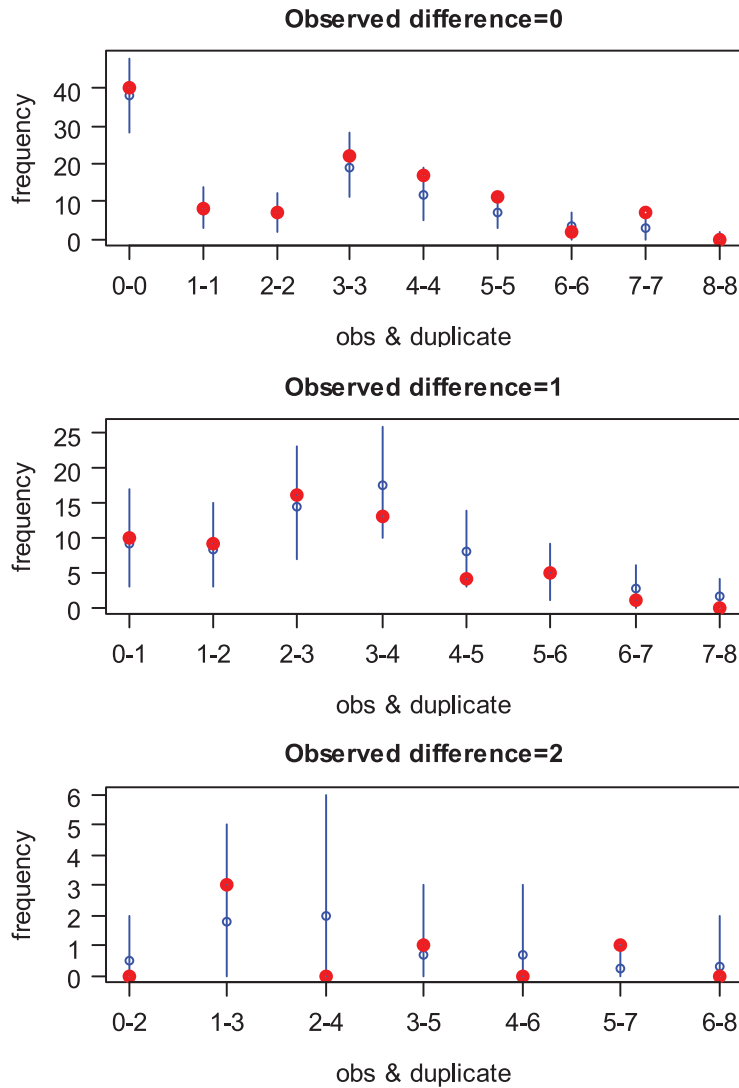 Observed difference=0
frequency
40
30
20
10
0
0-0 1-1 2-2 3-3 4-4 5-5 6-6 7-7 8-8
obs & duplicate
Observed difference=1
frequency
25
20
15
10
5
0
0-1 1-2 2-3 3-4 4-5 5-6 6-7 7-8
obs & duplicate
Observed difference=2
frequency
6
5
4
3
2
1
0
0-2 1-3 2-4 3-5 4-6 5-7 6-8
obs & duplicate